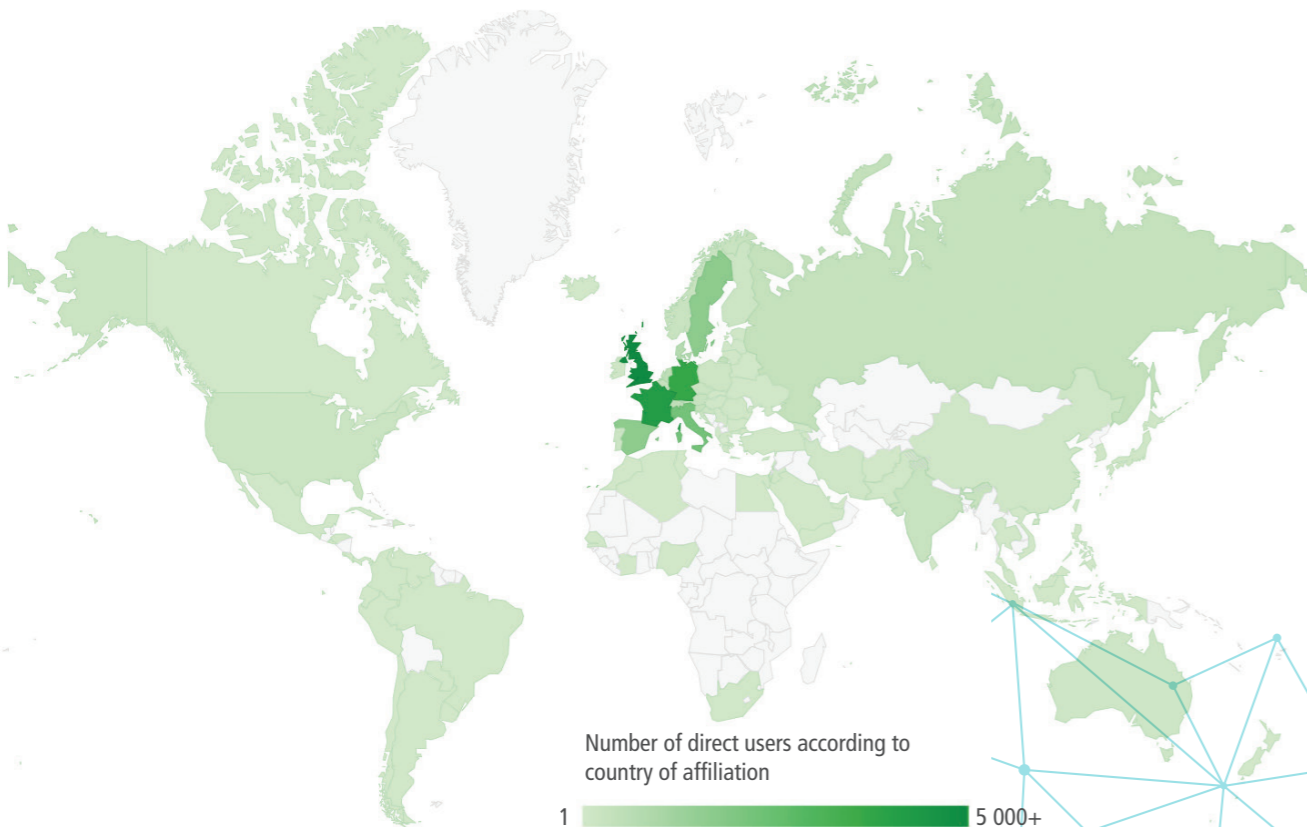 Number of direct users according to
country of affiliation
1 5 000+